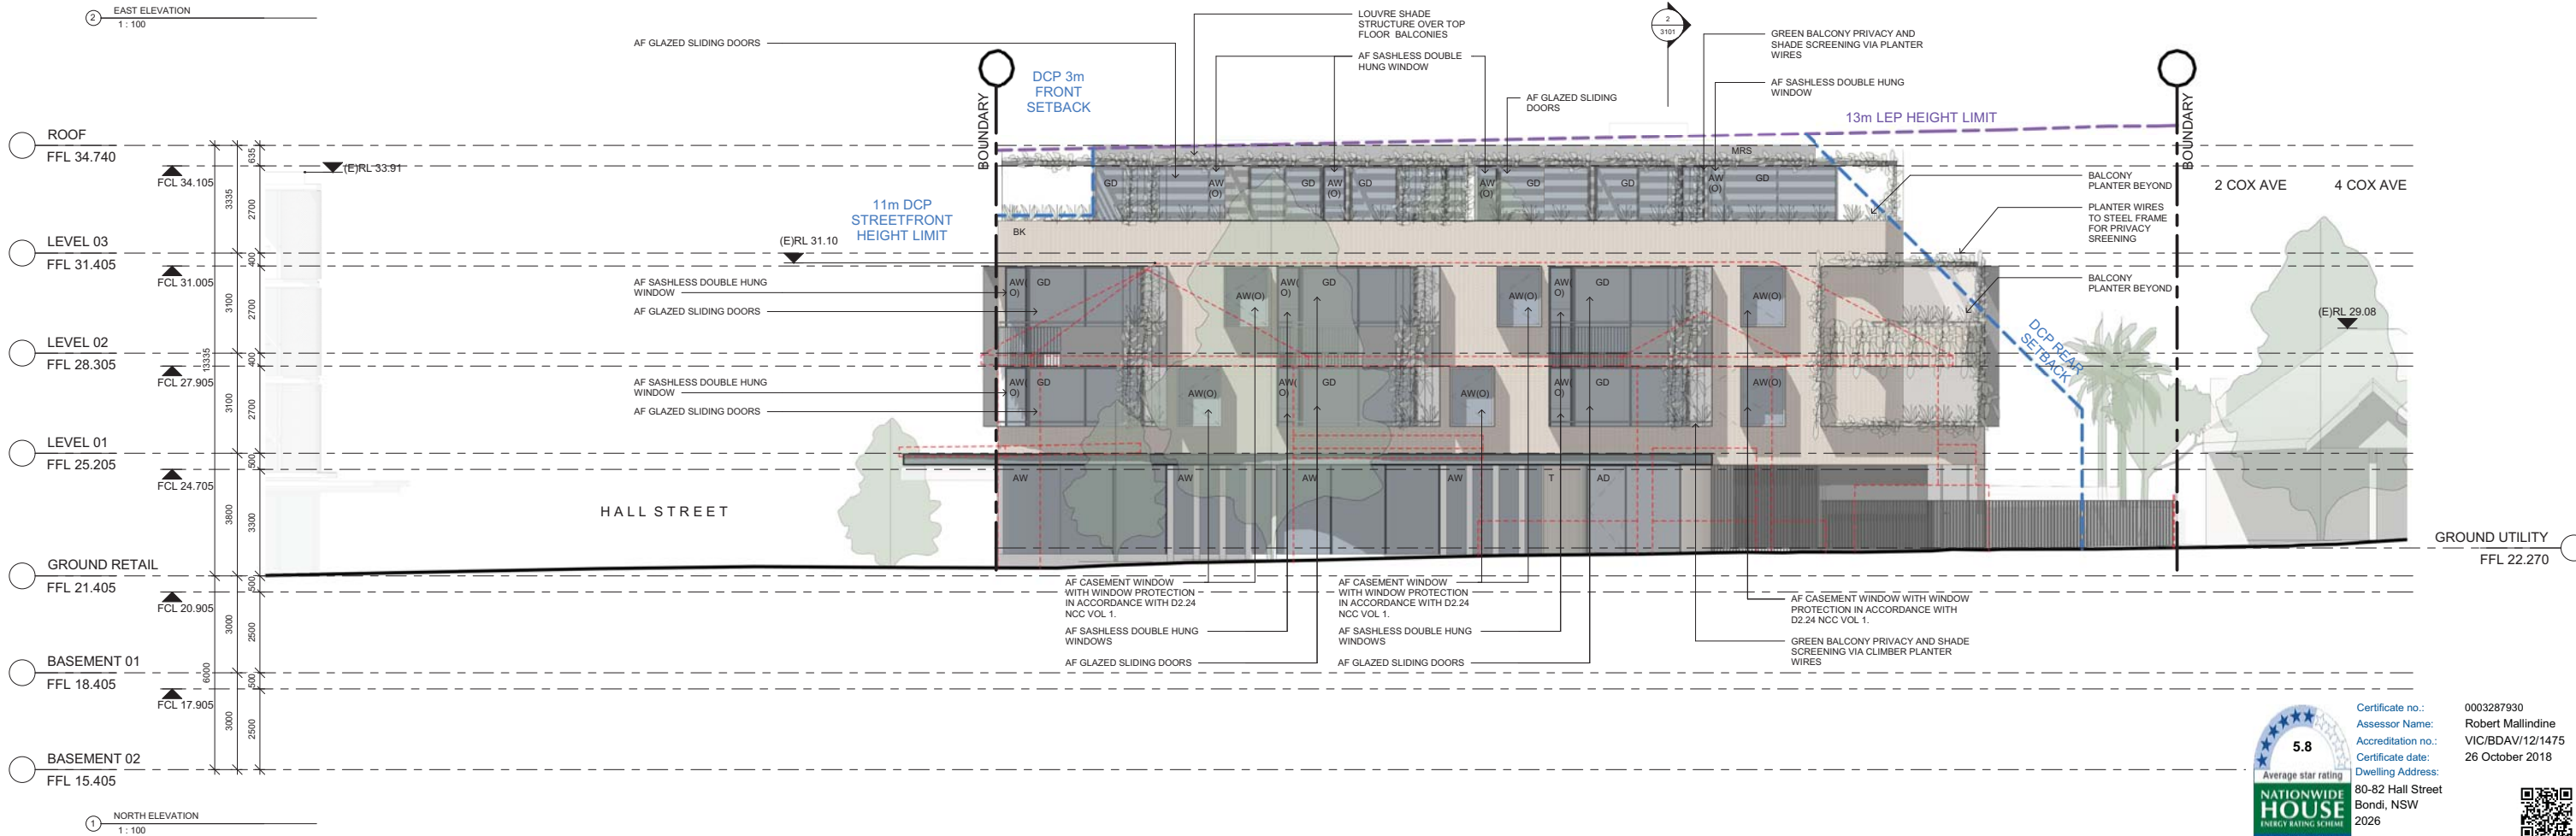 2
EAST ELEVATION
1 : 100
AF GLAZED SLIDING DOORS
LOUVRE SHADE
STRUCTURE OVER TOP
FLOOR BALCONIES
AF SASHLESS DOUBLE
HUNG WINDOW
AF GLAZED SLIDING
DOORS
2
3101
GREEN BALCONY PRIVACY AND
SHADE SCREENING VIA PLANTER
WIRES
AF SASHLESS DOUBLE HUNG
WINDOW
DCP 3m
FRONT
SETBACK
BOUNDARY
13m LEP HEIGHT LIMIT
BOUNDARY
ROOF
FFL 34.740
FCL 34.105
(E)RL 33.91
635
3335
2700
MRS
GD
AW
(O)
GD
AW
(O)
GD
AW
(O)
GD
GD
AW
(O)
GD
BALCONY
PLANTER BEYOND
2 COX AVE
4 COX AVE
PLANTER WIRES
TO STEEL FRAME
FOR PRIVACY
SREENING
11m DCP
STREETFRONT
HEIGHT LIMIT
BK
(E)RL 31.10
LEVEL 03
FFL 31.405
FCL 31.005
400
3100
2700
AF SASHLESS DOUBLE HUNG
WINDOW
AF GLAZED SLIDING DOORS
AW(
O)
GD
AW(O)
AW(
O)
GD
AW(O)
AW(
O)
GD
AW(O)
BALCONY
PLANTER BEYOND
(E)RL 29.08
DCP REAR
SETBACK
LEVEL 02
FFL 28.305
FCL 27.905
13335
400
3100
2700
AF SASHLESS DOUBLE HUNG
WINDOW
AF GLAZED SLIDING DOORS
AW(
O)
GD
AW(O)
AW(
O)
GD
AW(O)
AW(
O)
GD
AW(O)
LEVEL 01
FFL 25.205
FCL 24.705
500
3800
3300
HALL STREET
AW
AW
AW
AW
T
AD
GROUND RETAIL
FFL 21.405
FCL 20.905
500
3000
2500
GROUND UTILITY
FFL 22.270
AF CASEMENT WINDOW
WITH WINDOW PROTECTION
IN ACCORDANCE WITH D2.24
NCC VOL 1.
AF SASHLESS DOUBLE HUNG
WINDOWS
AF GLAZED SLIDING DOORS
AF CASEMENT WINDOW
WITH WINDOW PROTECTION
IN ACCORDANCE WITH D2.24
NCC VOL 1.
AF SASHLESS DOUBLE HUNG
WINDOWS
AF GLAZED SLIDING DOORS
AF CASEMENT WINDOW WITH WINDOW
PROTECTION IN ACCORDANCE WITH
D2.24 NCC VOL 1.
GREEN BALCONY PRIVACY AND SHADE
SCREENING VIA CLIMBER PLANTER
WIRES
BASEMENT 01
FFL 18.405
FCL 17.905
6000
500
3000
2500
BASEMENT 02
FFL 15.405
1
NORTH ELEVATION
1 : 100
5.8
Average star rating
NATIONWIDE
HOUSE
ENERGY RATING SCHEME
Certificate no.: 0003287930
Assessor Name: Robert Mallindine
Accreditation no.: VIC/BDAV/12/1475
Certificate date: 26 October 2018
Dwelling Address:
80-82 Hall Street
Bondi, NSW
2026